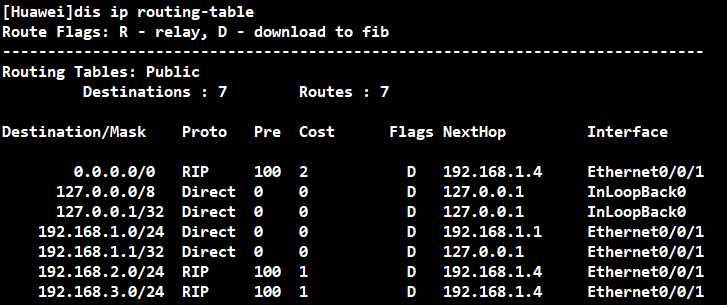 [Huawei]dis ip routing-table
Route Flags: R - relay, D - download to fib
------------------------------------------------------------------------------
Routing Tables: Public
         Destinations : 7        Routes : 7

Destination/Mask    Proto   Pre  Cost      Flags NextHop         Interface

        0.0.0.0/0   RIP     100  2           D   192.168.1.4     Ethernet0/0/1
      127.0.0.0/8   Direct  0    0           D   127.0.0.1       InLoopBack0
      127.0.0.1/32  Direct  0    0           D   127.0.0.1       InLoopBack0
    192.168.1.0/24  Direct  0    0           D   192.168.1.1     Ethernet0/0/1
    192.168.1.1/32  Direct  0    0           D   127.0.0.1       Ethernet0/0/1
    192.168.2.0/24  RIP     100  1           D   192.168.1.4     Ethernet0/0/1
    192.168.3.0/24  RIP     100  1           D   192.168.1.4     Ethernet0/0/1